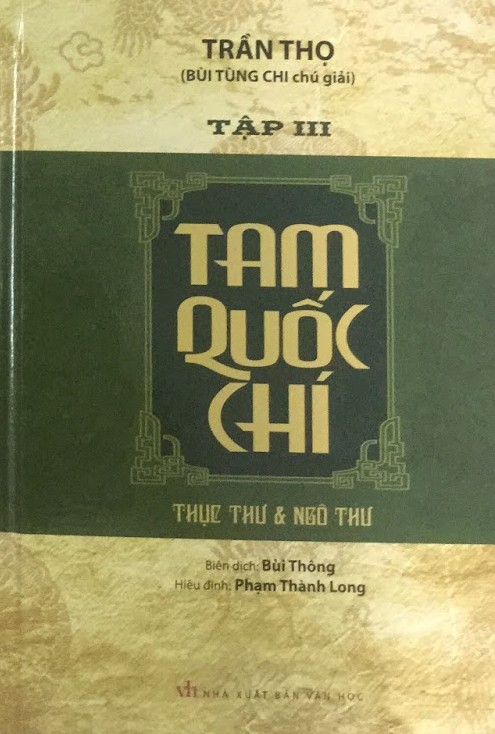 TRẦN THỌ
(BÙI TÙNG CHI chú giải)
TẬP III
TAM
QUỐC
CHÍ
THỤC THƯ & NGÔ THƯ
Biên dịch: Bùi Thông
Hiệu đính: Phạm Thành Long
vh NHÀ XUẤT BẢN VĂN HỌC